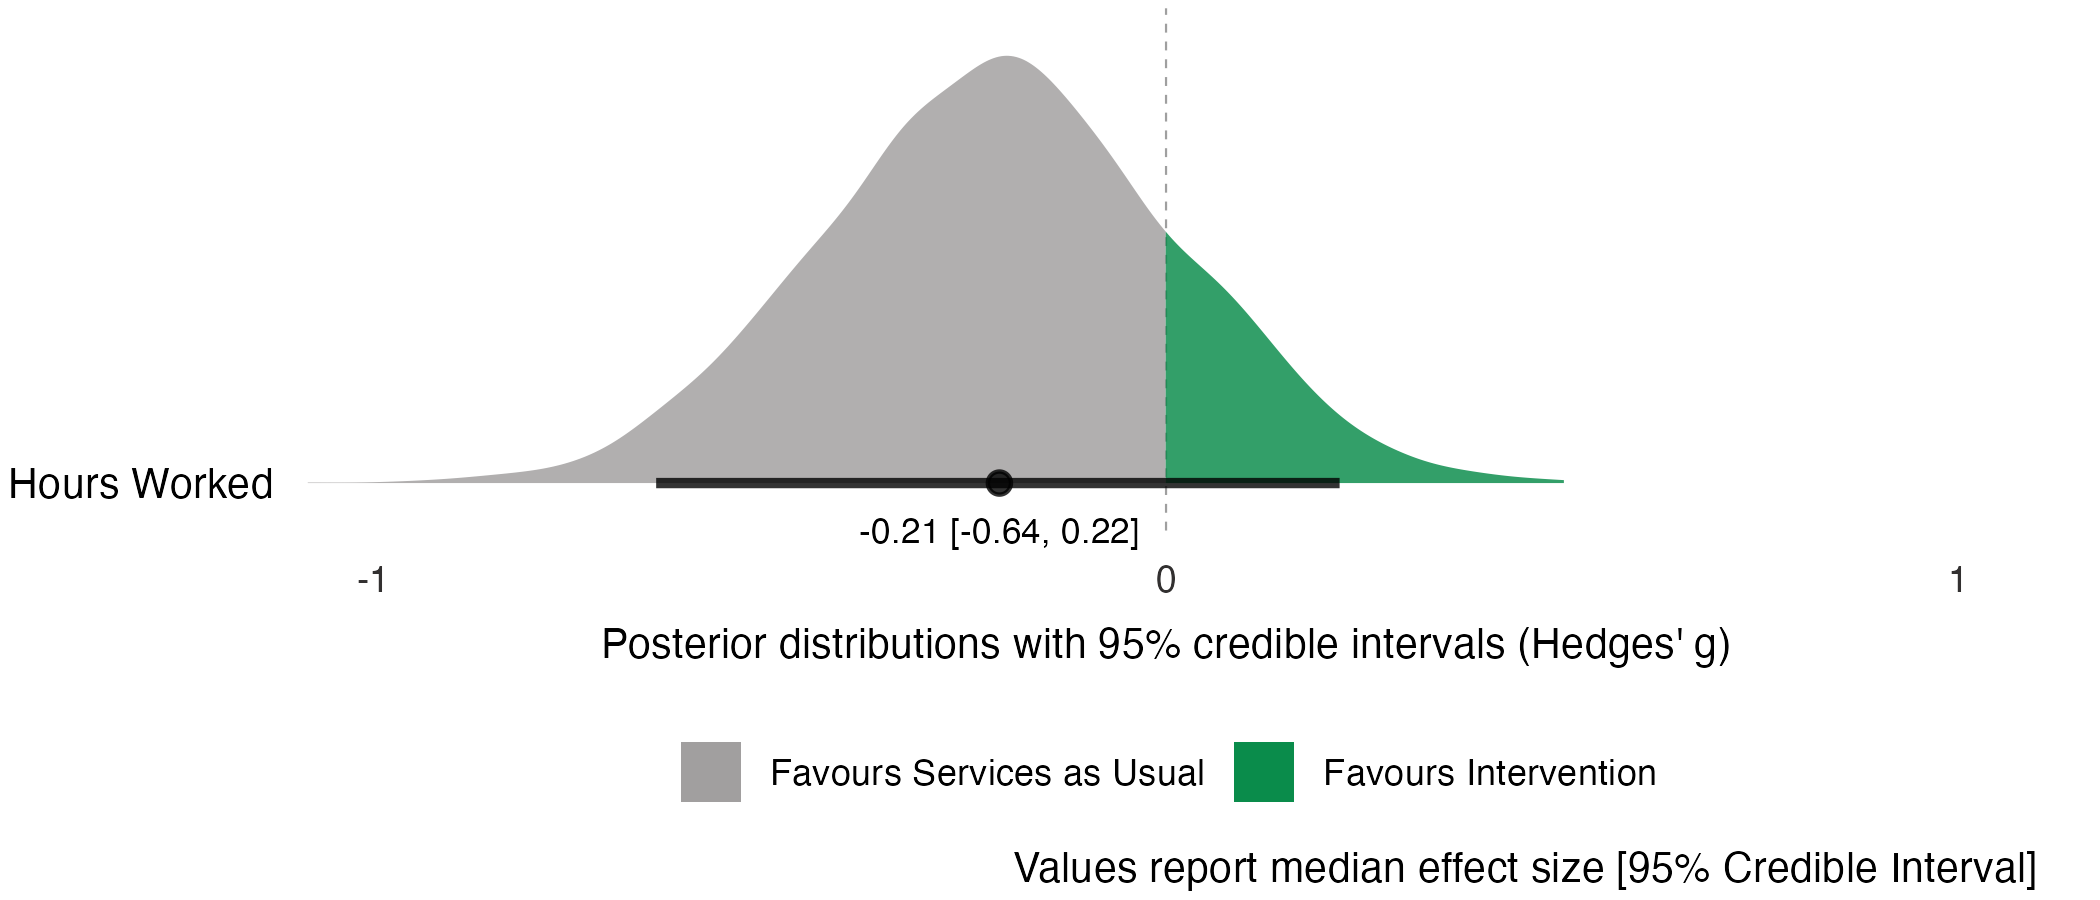 Hours Worked
-0.21 [-0.64, 0.22]
-1 0 1
Posterior distributions with 95% credible intervals (Hedges' g)
Favours Services as Usual Favours Intervention
Values report median effect size [95% Credible Interval]